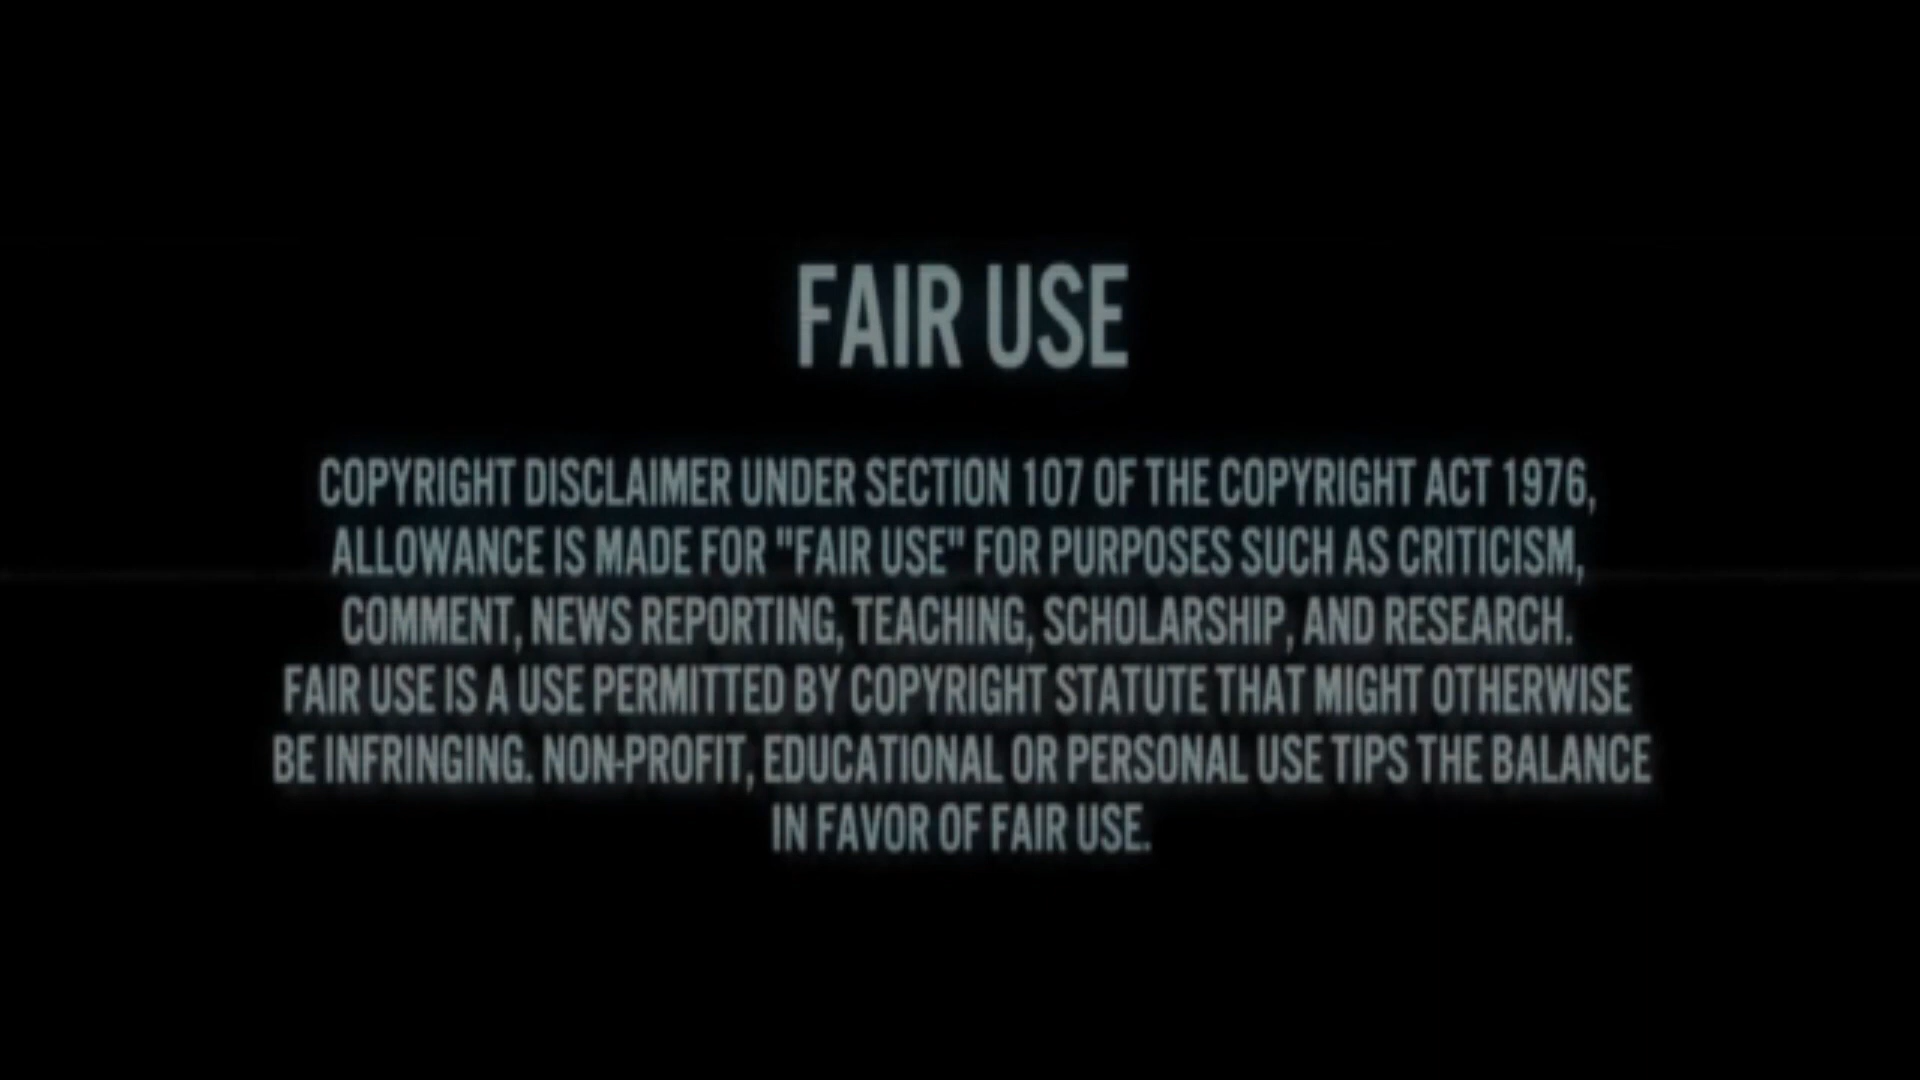 FAIR USE
COPYRIGHT DISCLAIMER UNDER SECTION 107 OF THE COPYRIGHT ACT 1976,
ALLOWANCE IS MADE FOR "FAIR USE" FOR PURPOSES SUCH AS CRITICISM,
COMMENT, NEWS REPORTING, TEACHING, SCHOLARSHIP, AND RESEARCH.
FAIR USE IS A USE PERMITTED BY COPYRIGHT STATUTE THAT MIGHT OTHERWISE
BE INFRINGING. NON-PROFIT, EDUCATIONAL OR PERSONAL USE TIPS THE BALANCE
IN FAVOR OF FAIR USE.